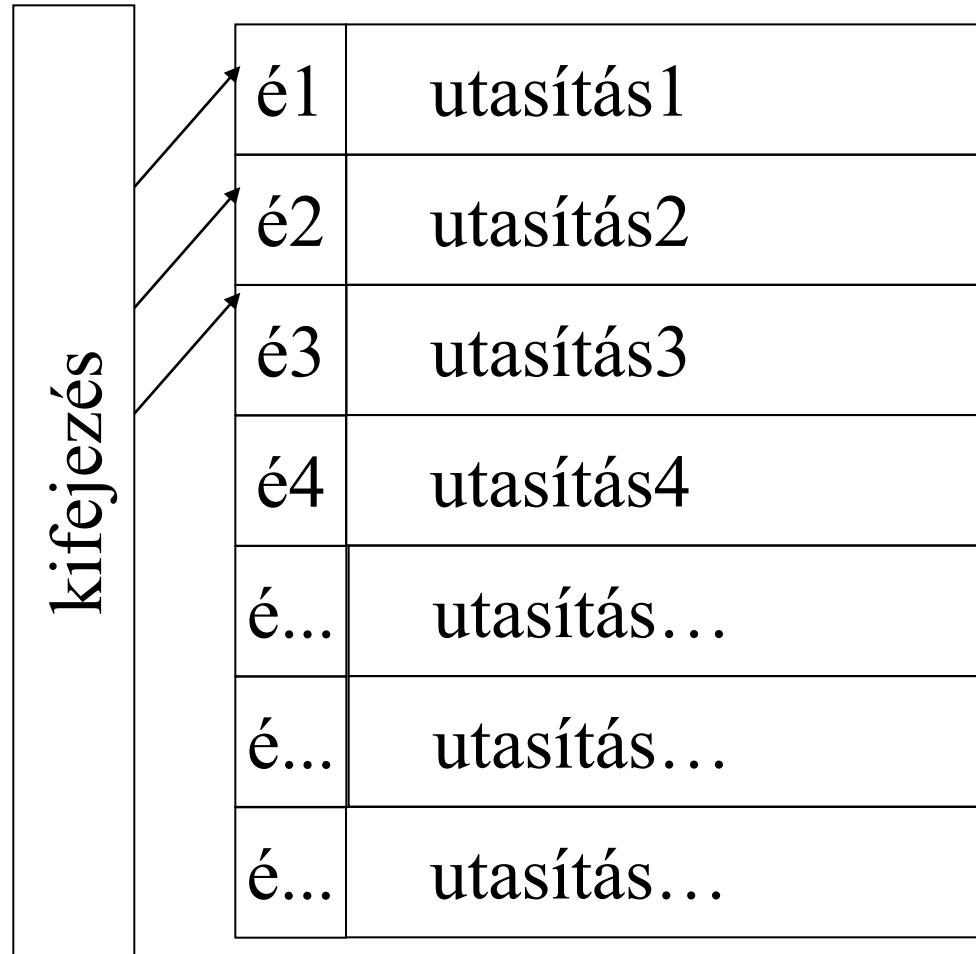 kifejezés
é1 utasítás1
é2 utasítás2
é3 utasítás3
é4 utasítás4
é... utasítás…
é... utasítás…
é... utasítás…